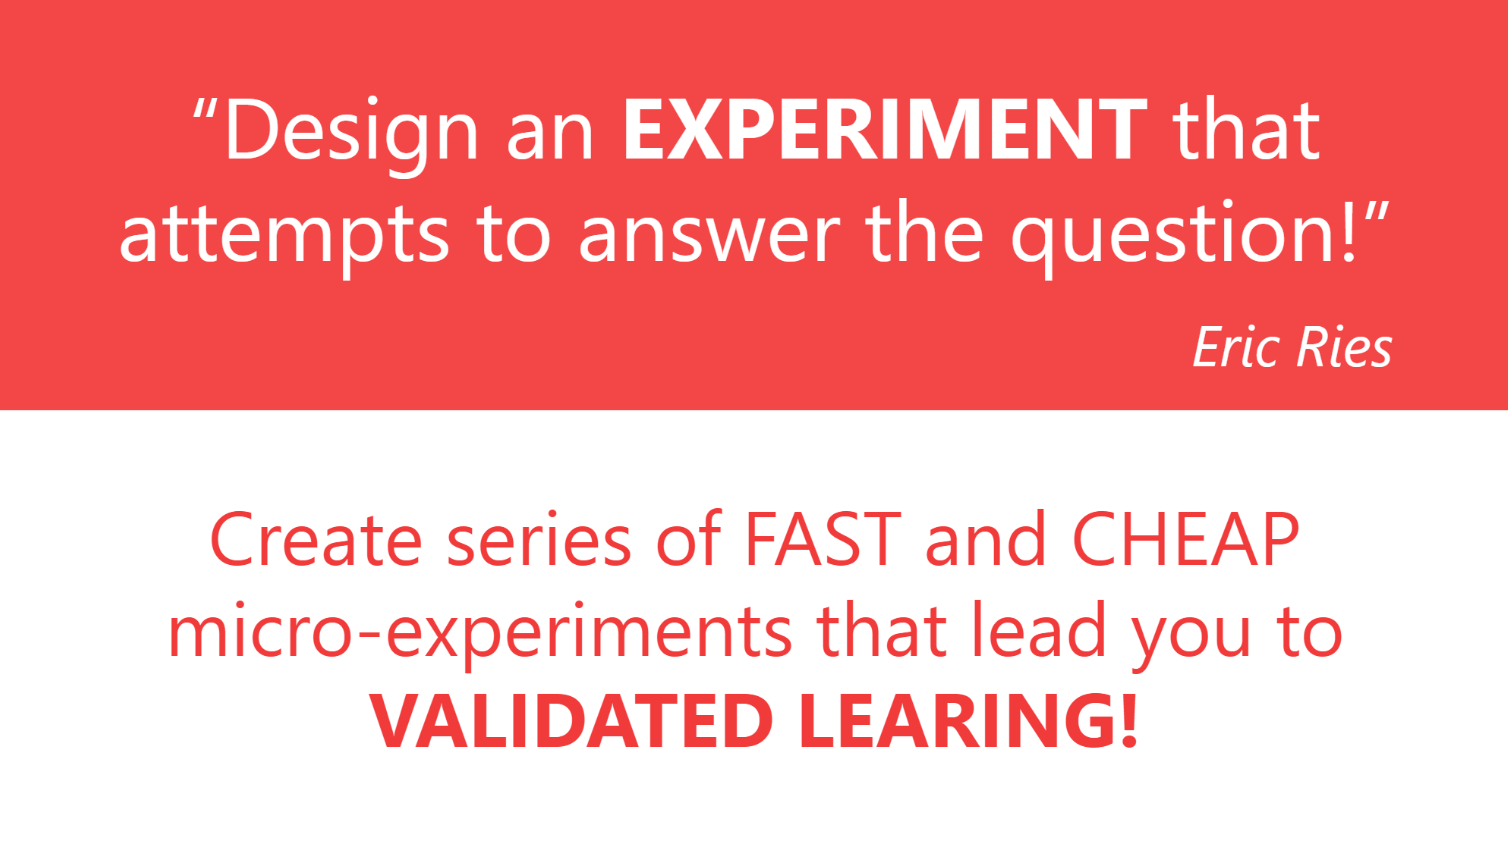 “Design an EXPERIMENT that
attempts to answer the question!”
Eric Ries
Create series of FAST and CHEAP
micro-experiments that lead you to
VALIDATED LEARING!